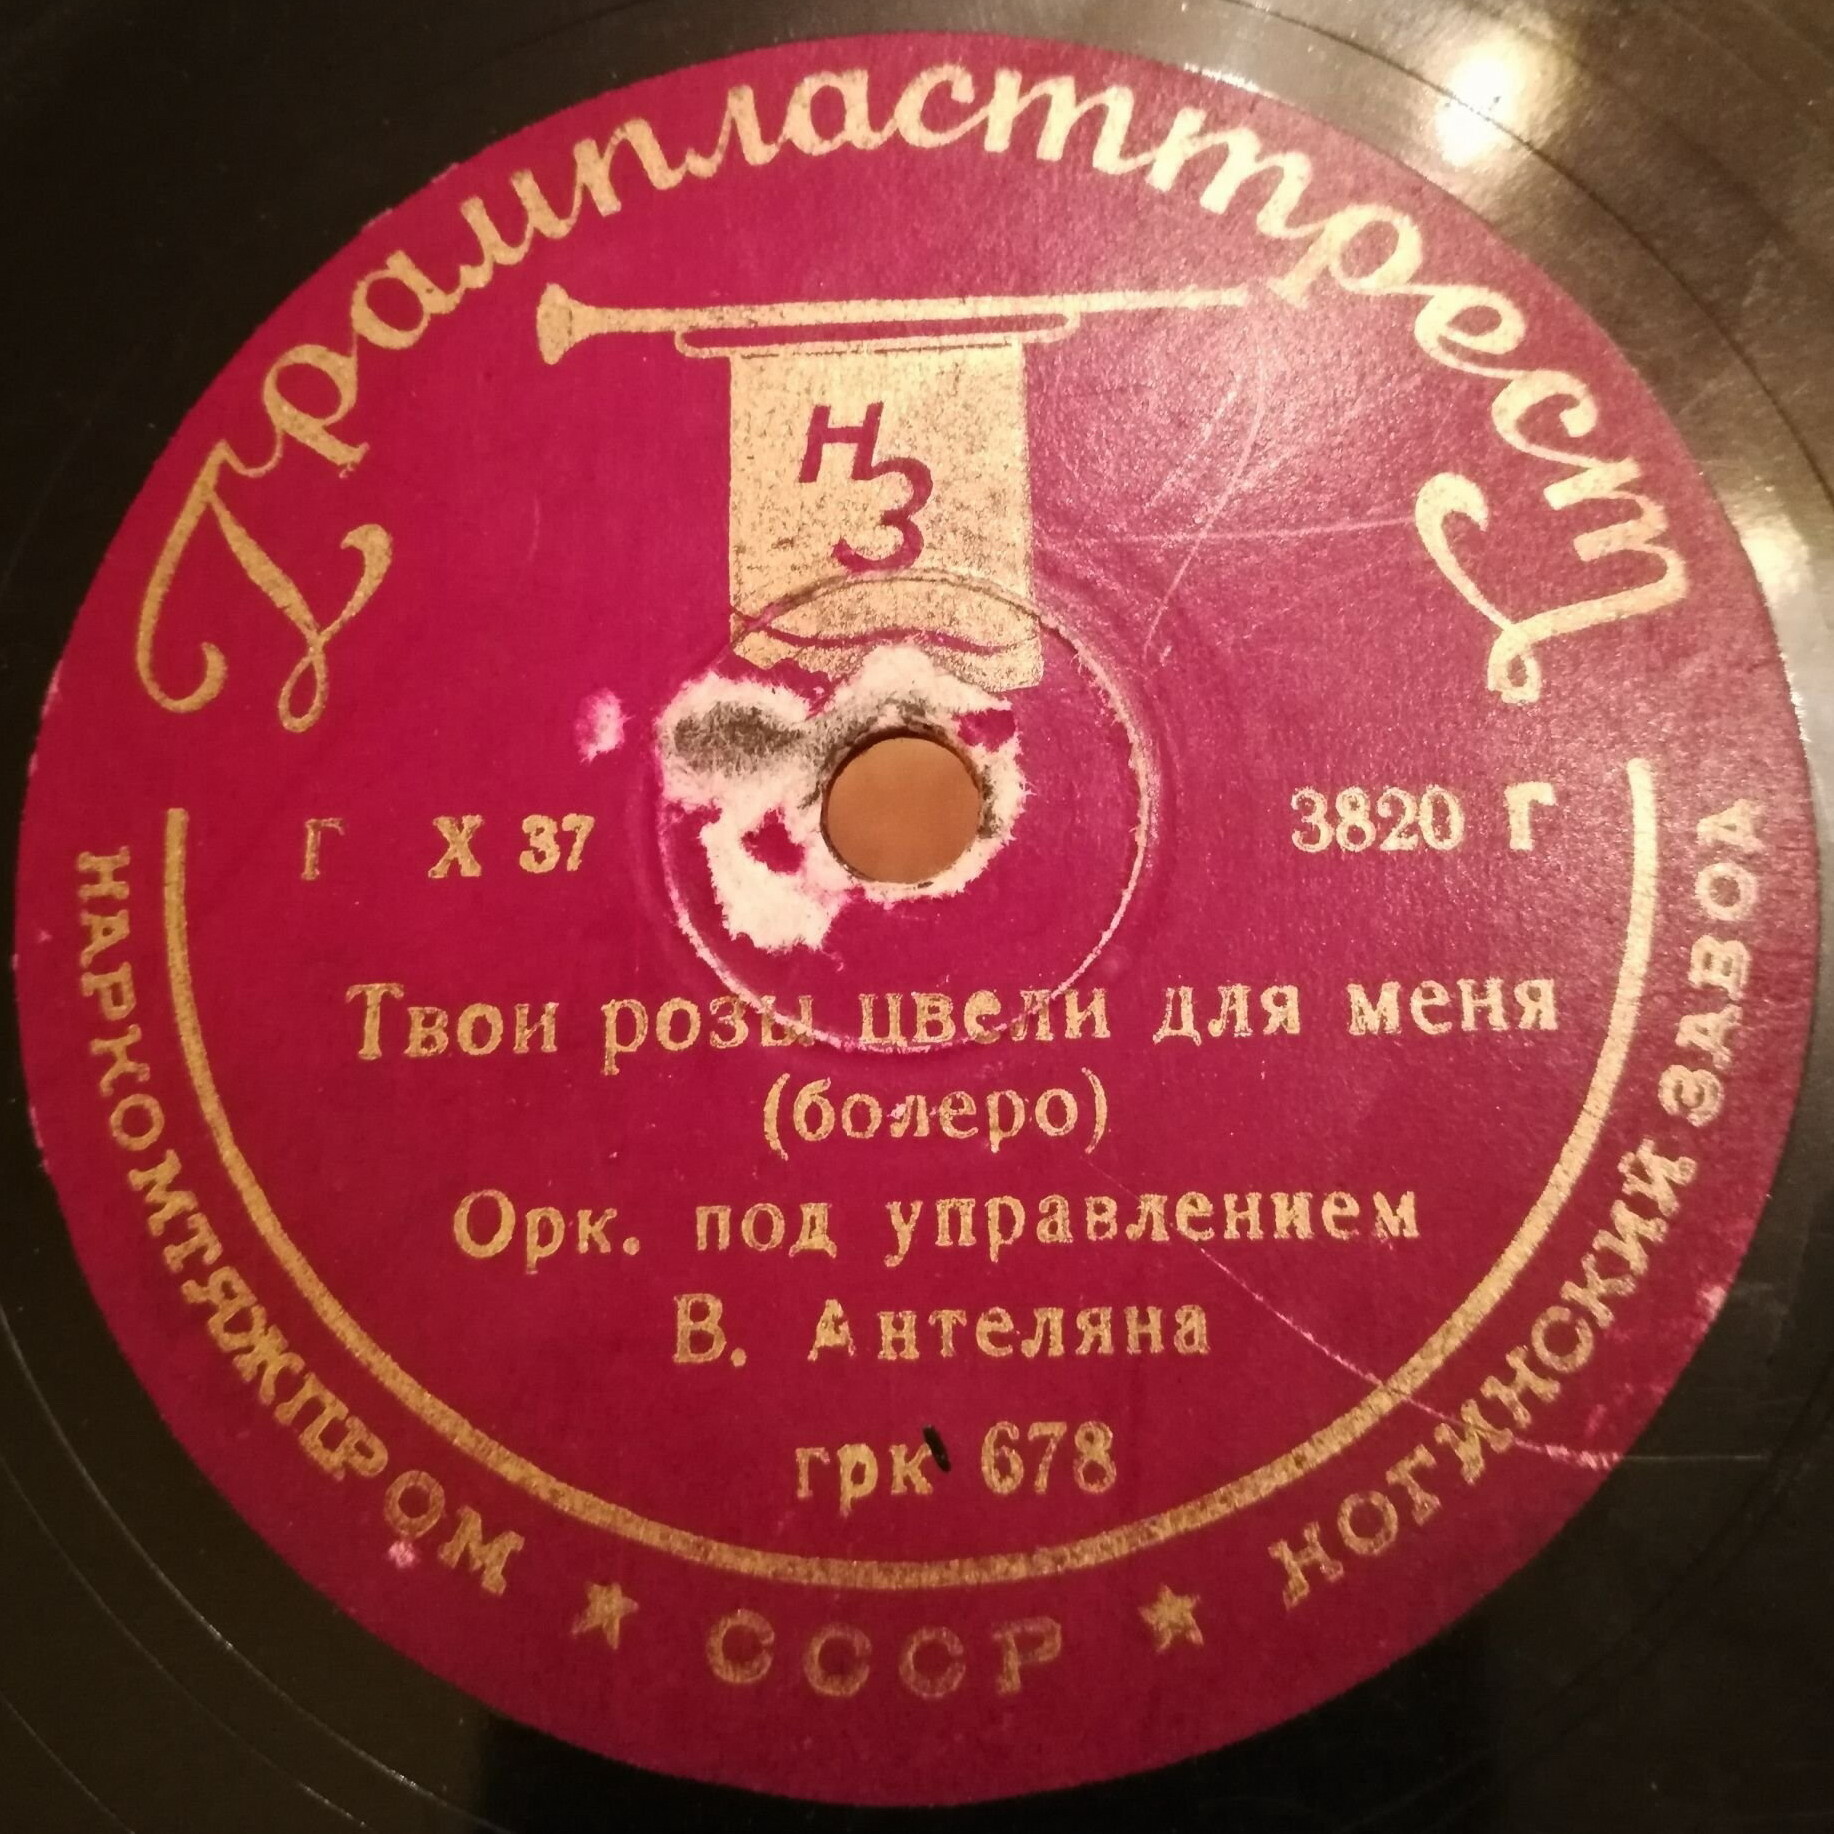 Грампласттрест
НЗ
Г Х 37
3820 Г
Твои розы цвели для меня
(болеро)
Орк. под управлением
В. Антеляна
грк 678
НАРКОМТЯЖПРОМ ★ СССР ★ НОГИНСКИЙ ЗАВОД